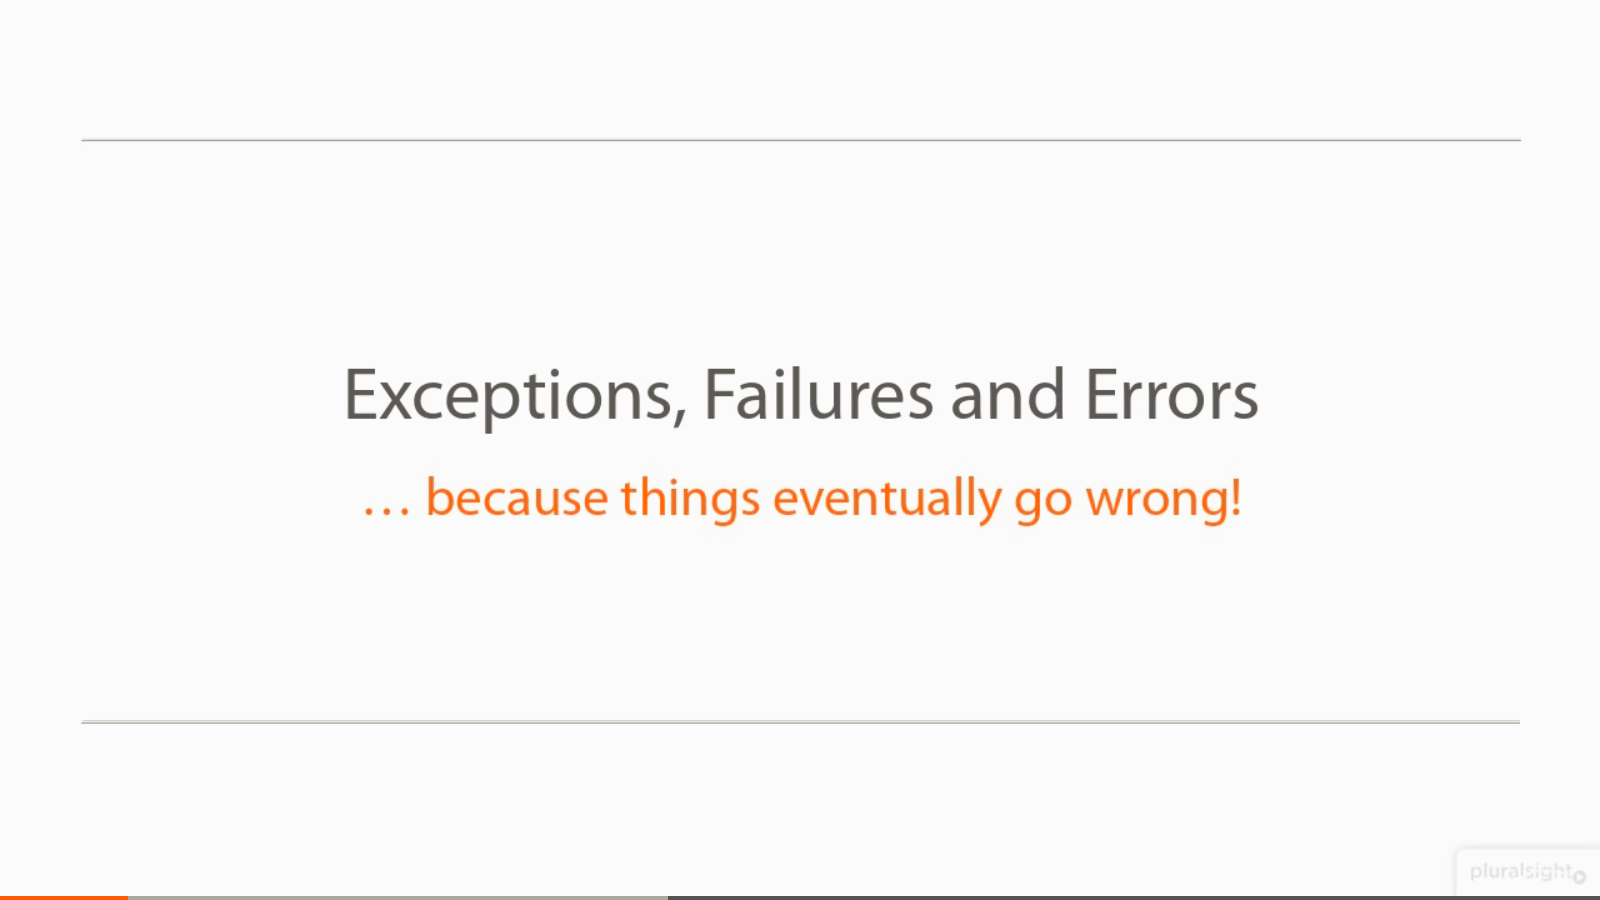 Exceptions, Failures and Errors
… because things eventually go wrong!
pluralsight